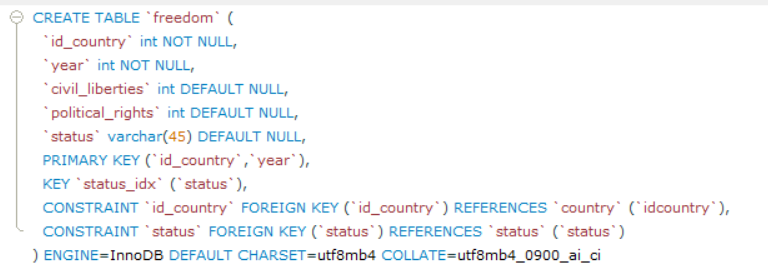 CREATE TABLE `freedom` (
`id_country` int NOT NULL,
`year` int NOT NULL,
`civil_liberties` int DEFAULT NULL,
`political_rights` int DEFAULT NULL,
`status` varchar(45) DEFAULT NULL,
PRIMARY KEY (`id_country`,`year`),
KEY `status_idx` (`status`),
CONSTRAINT `id_country` FOREIGN KEY (`id_country`) REFERENCES `country` (`idcountry`),
CONSTRAINT `status` FOREIGN KEY (`status`) REFERENCES `status` (`status`)
) ENGINE=InnoDB DEFAULT CHARSET=utf8mb4 COLLATE=utf8mb4_0900_ai_ci